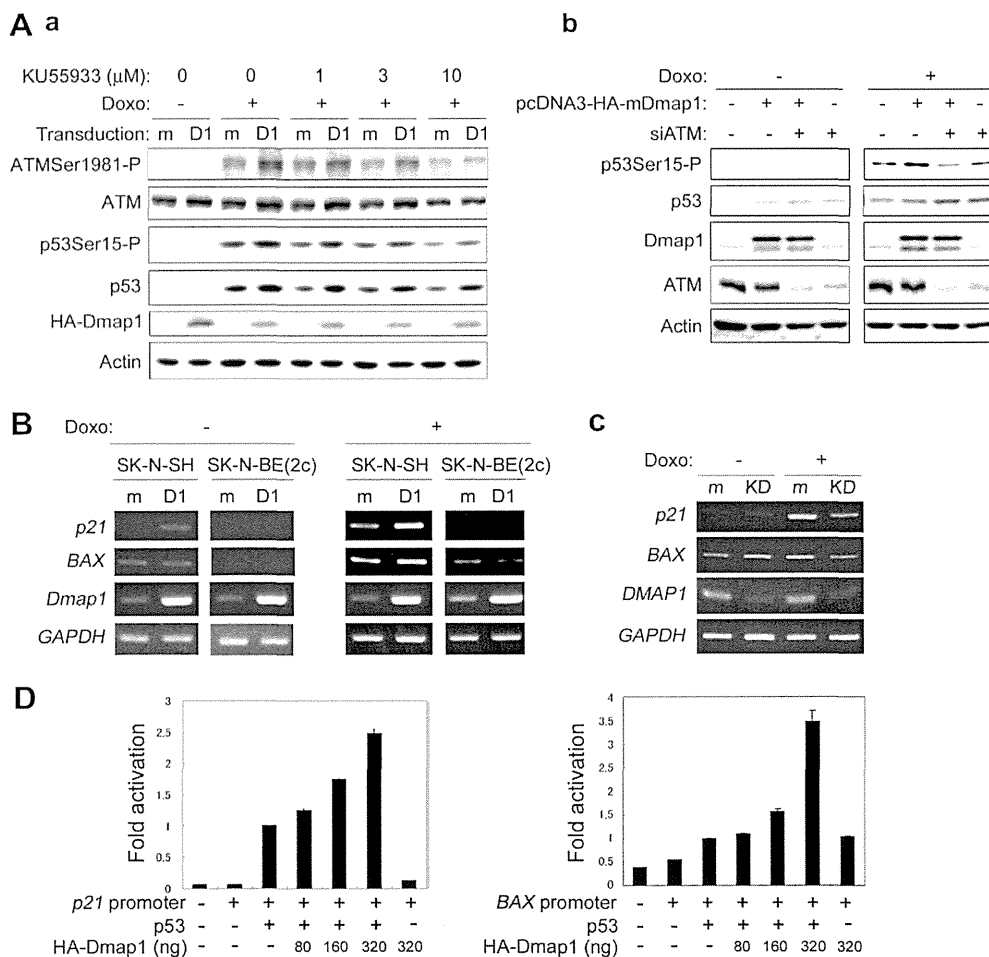 A a
KU55933 (μM): 0 0 1 3 10
Doxo: - + + + +
Transduction: m D1 m D1 m D1 m D1 m D1
ATMSer1981-P
ATM
p53Ser15-P
p53
HA-Dmap1
Actin
b
Doxo: - +
pcDNA3-HA-mDmap1: - + + - - + + -
siATM: - - + + - - + +
p53Ser15-P
p53
Dmap1
ATM
Actin
B
Doxo: - +
SK-N-SH SK-N-BE(2c) SK-N-SH SK-N-BE(2c)
m D1 m D1 m D1 m D1
p21
BAX
Dmap1
GAPDH
c
Doxo: - +
m KD m KD
p21
BAX
DMAP1
GAPDH
D
Fold activation
3
2.5
2
1.5
1
0.5
0
p21 promoter - + + + + + +
p53 - - + + + + -
HA-Dmap1 (ng) - - - 80 160 320 320
Fold activation
4
3.5
3
2.5
2
1.5
1
0.5
0
BAX promoter - + + + + + +
p53 - - + + + + -
HA-Dmap1 (ng) - - - 80 160 320 320